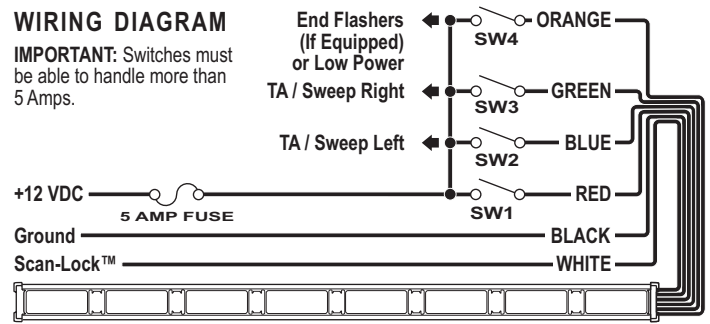 WIRING DIAGRAM
IMPORTANT: Switches must
be able to handle more than
5 Amps.
End Flashers
(If Equipped)
or Low Power
SW4
ORANGE
TA / Sweep Right
SW3
GREEN
TA / Sweep Left
SW2
BLUE
+12 VDC
5 AMP FUSE
SW1
RED
Ground
BLACK
Scan-Lock™
WHITE